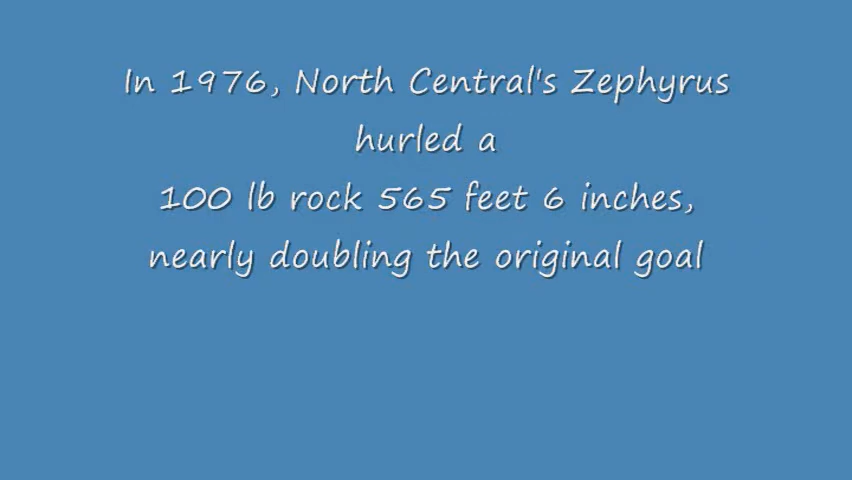 In 1976, North Central's Zephyrus
hurled a
100 lb rock 565 feet 6 inches,
nearly doubling the original goal